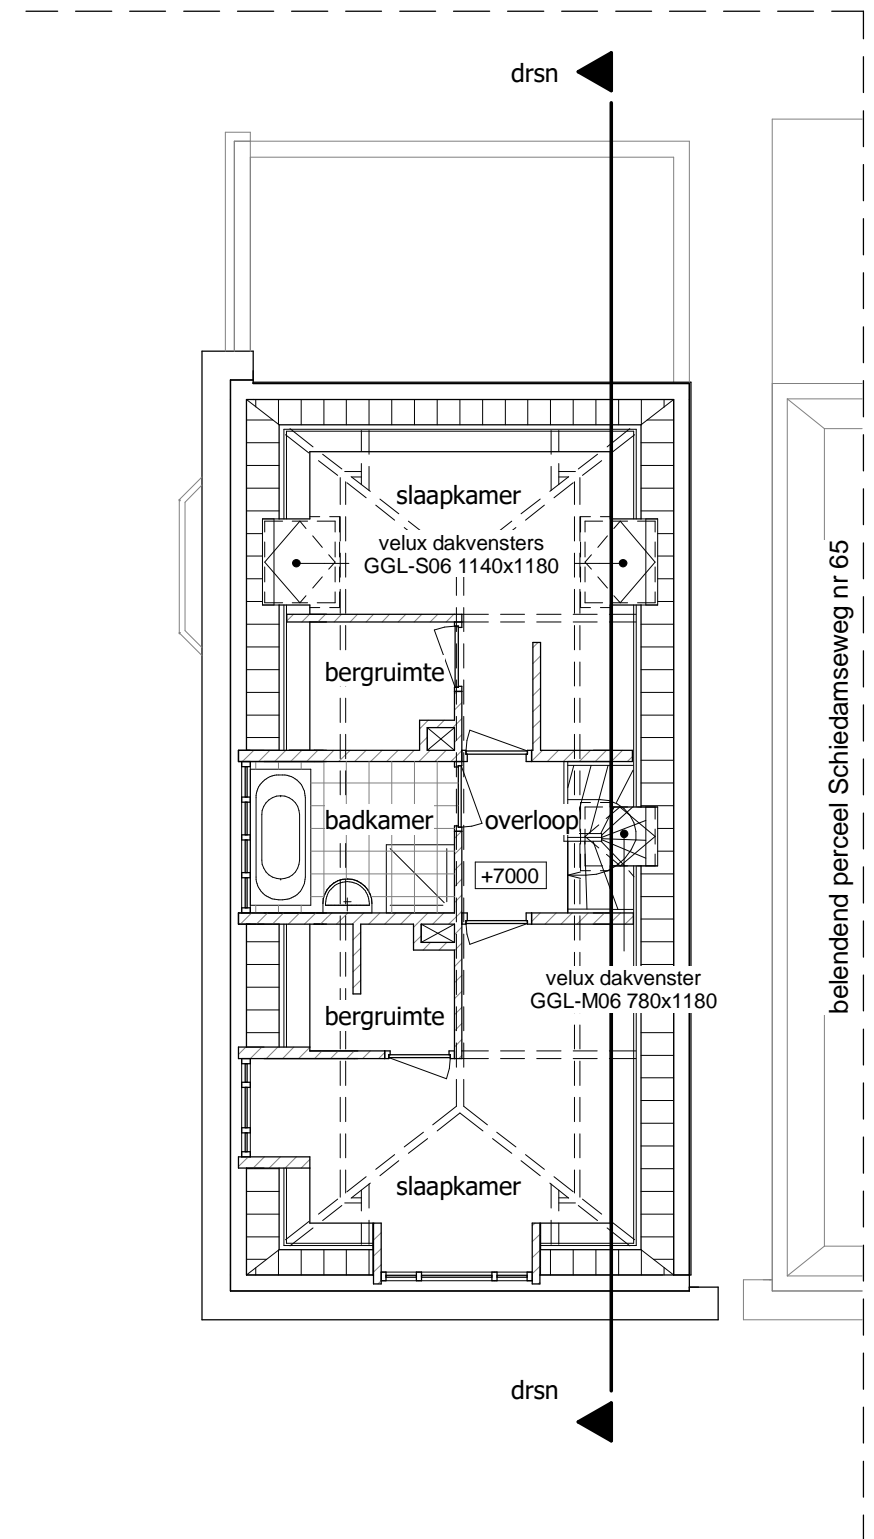 drsn
slaapkamer
velux dakvensters
GGL-S06 1140x1180
bergruimte
badkamer
overloop
+7000
velux dakvenster
GGL-M06 780x1180
bergruimte
slaapkamer
drsn
belendend perceel Schiedamseweg nr 65